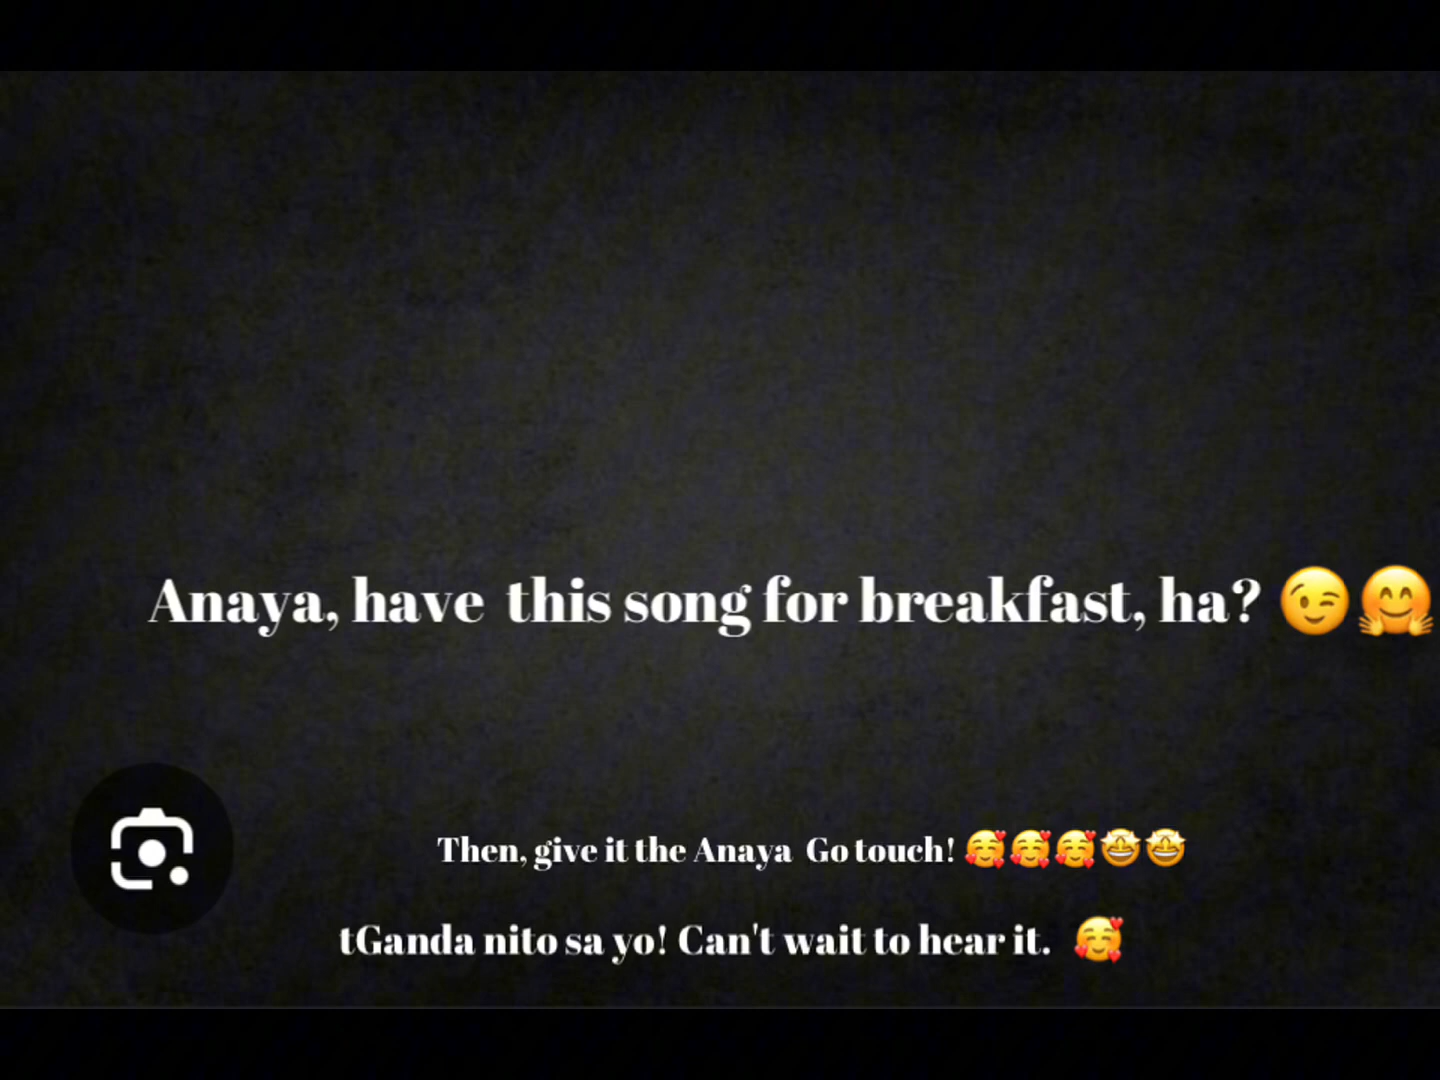 Anaya, have  this song for breakfast, ha? 😉🤗
Then, give it the Anaya  Go touch! 🥰🥰🥰🤩🤩
tGanda nito sa yo! Can't wait to hear it.  🥰